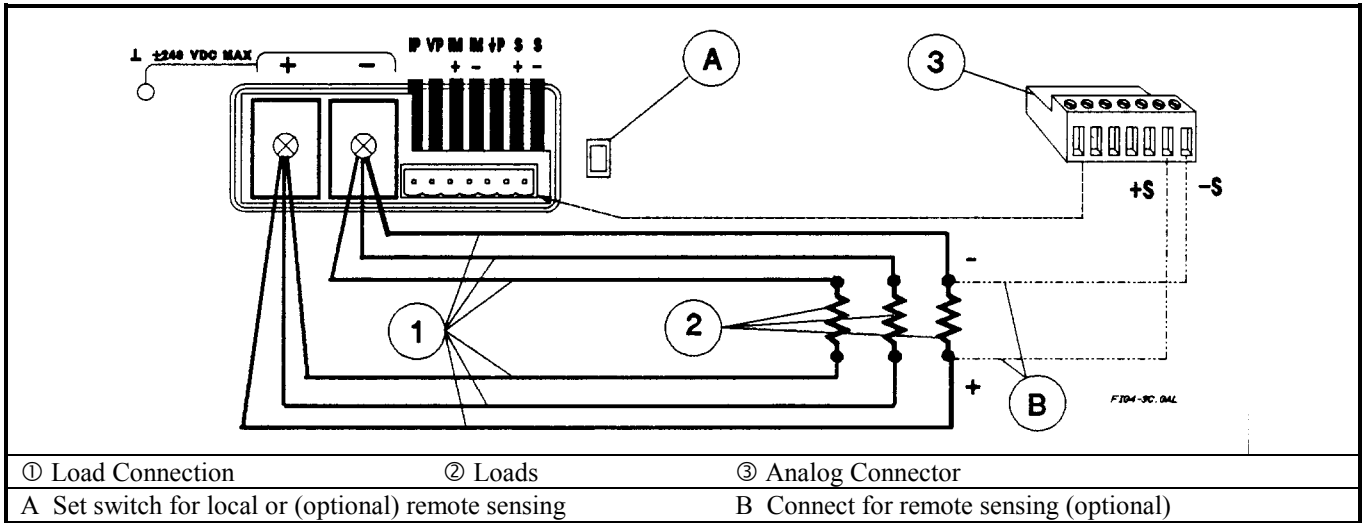 ⊥ ±240 VDC MAX + −
IP VP IM IM ↓P S S
+ − + −
A
3
+S -S
-
1
2
+
B
FIG4-3C.GAL
① Load Connection ② Loads ③ Analog Connector
A Set switch for local or (optional) remote sensing B Connect for remote sensing (optional)